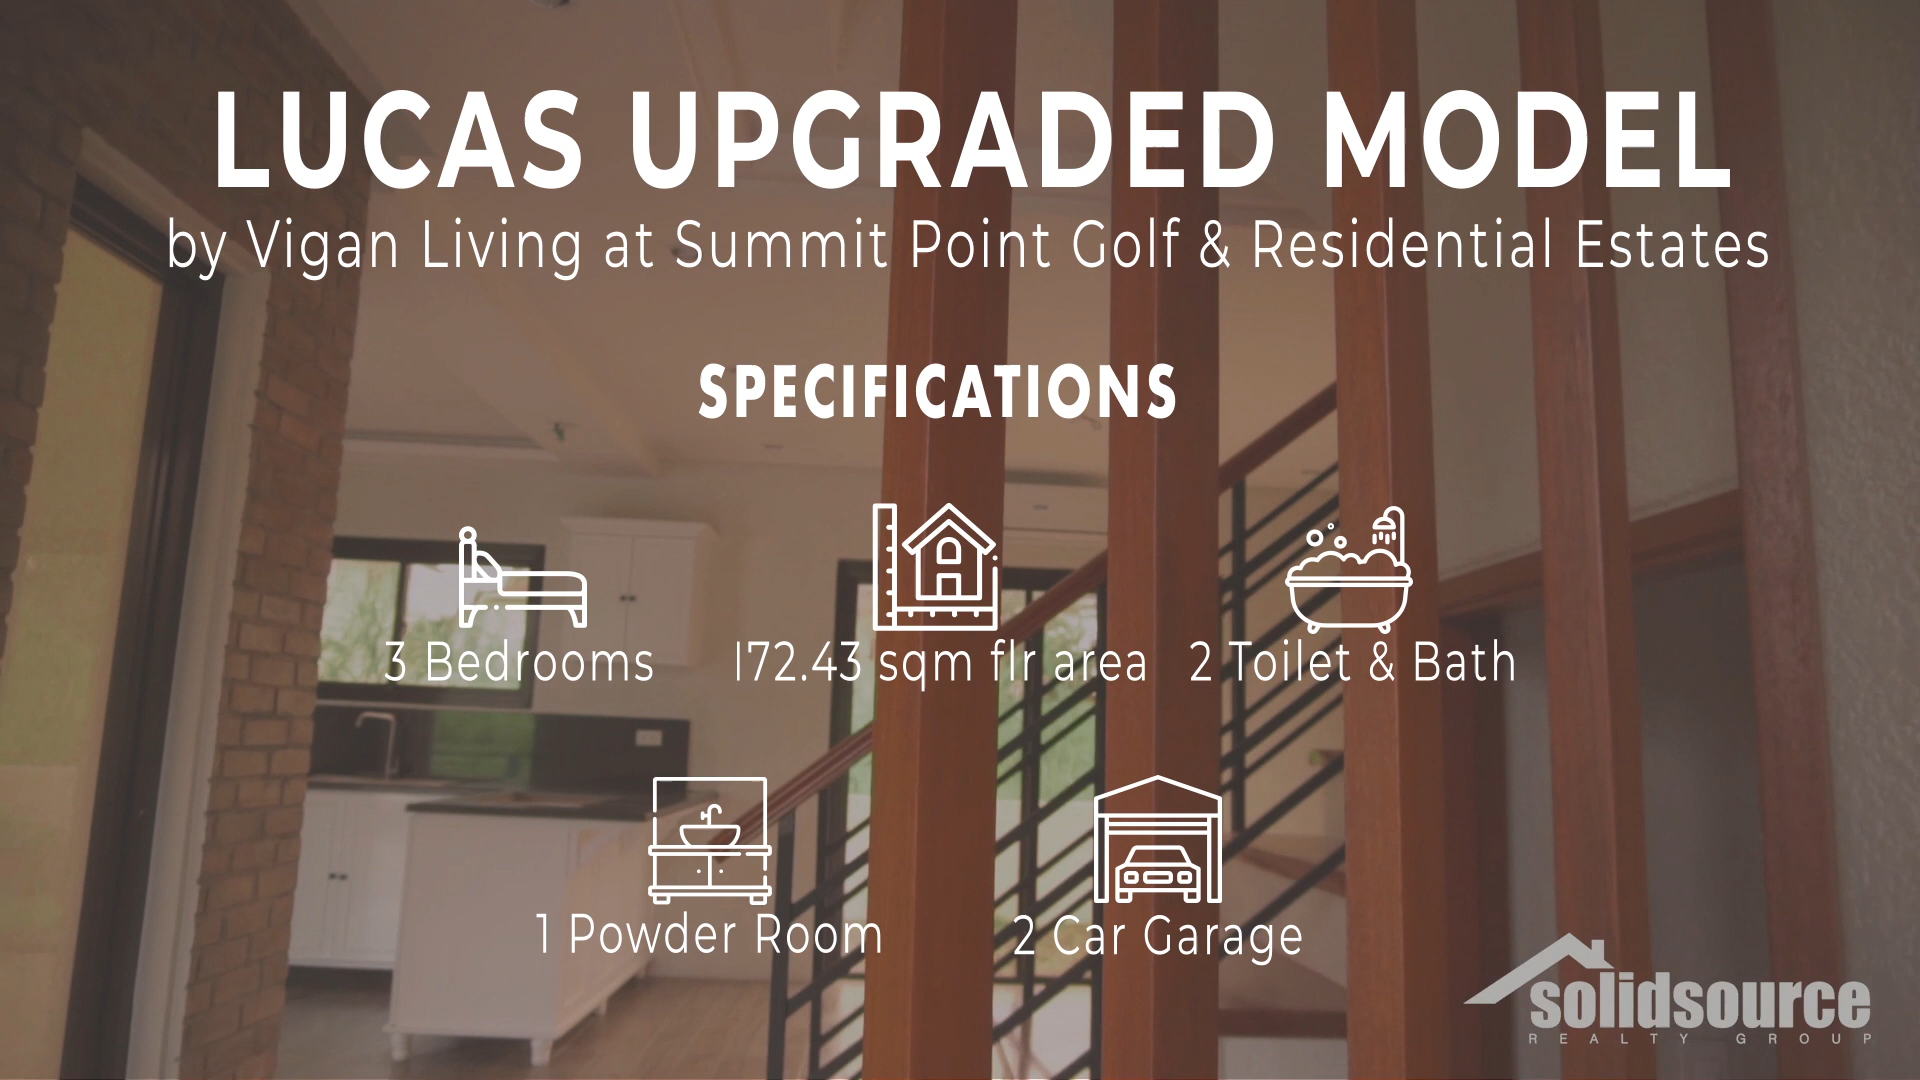 LUCAS UPGRADED MODEL
by Vigan Living at Summit Point Golf & Residential Estates
SPECIFICATIONS
3 Bedrooms
172.43 sqm flr area
2 Toilet & Bath
1 Powder Room
2 Car Garage
solidsource
REALTY GROUP